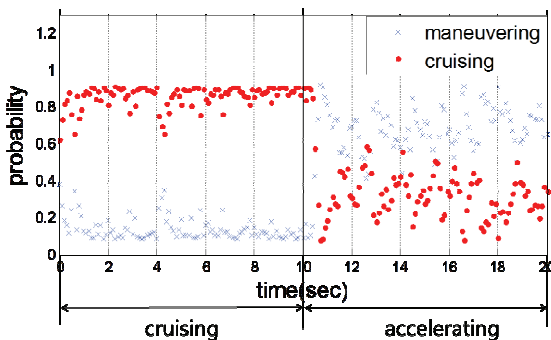 1.2
1
0.8
0.6
0.4
0.2
0
probability
maneuvering
cruising
0 2 4 6 8 10 12 14 16 18 20
time(sec)
cruising accelerating